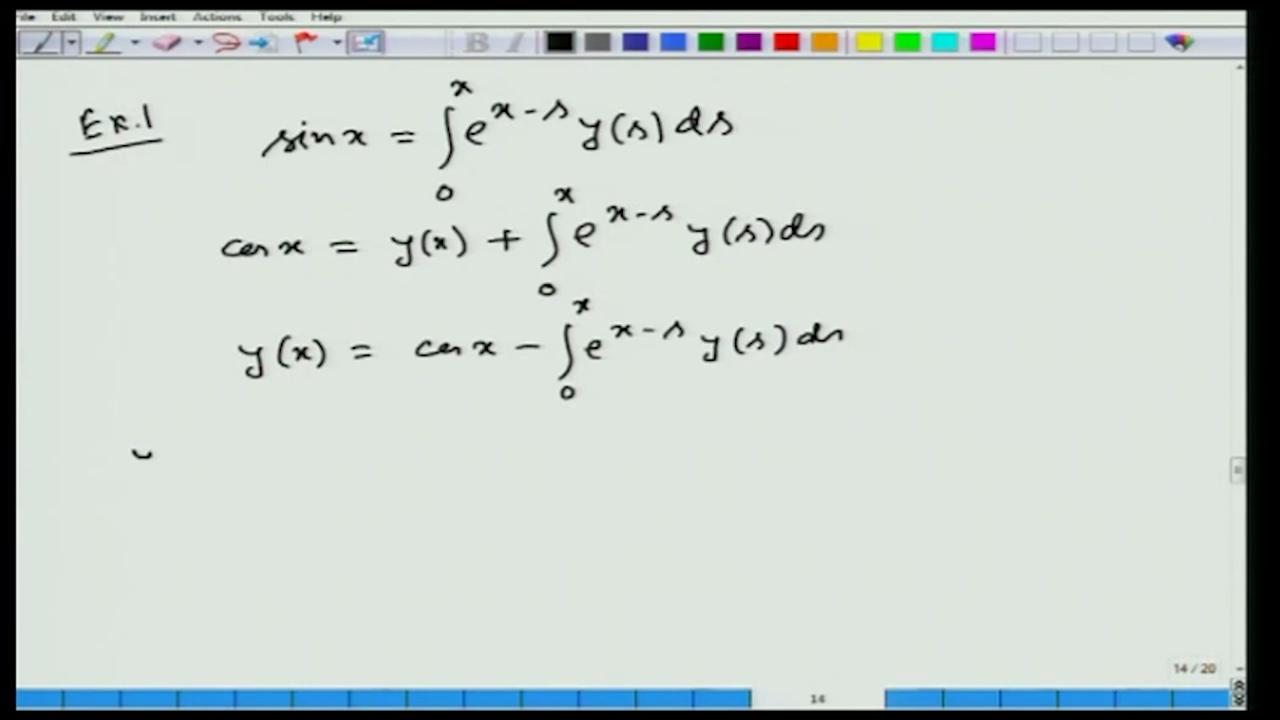 File Edit View Insert Actions Tools Help
Ex.1 sin x = ∫₀ˣ e^{x-s} y(s) ds
cos x = y(x) + ∫₀ˣ e^{x-s} y(s) ds
y(x) = cos x - ∫₀ˣ e^{x-s} y(s) ds
14 / 20
14